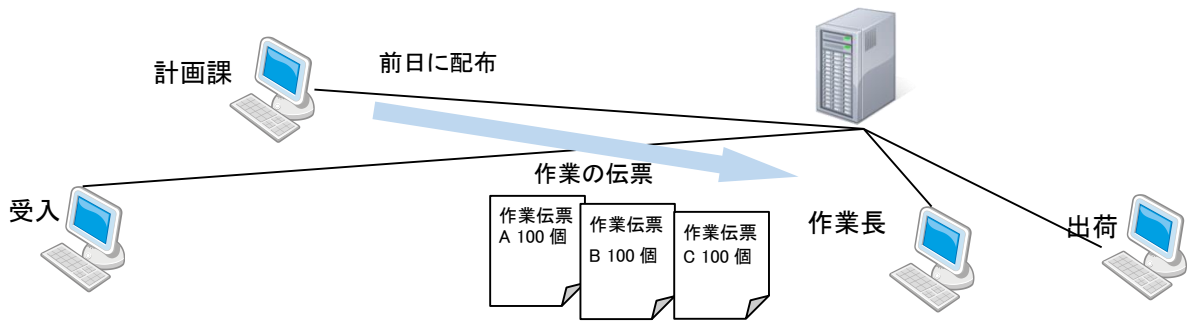 計画課
前日に配布
受入
作業の伝票
作業伝票
A 100 個
作業伝票
B 100 個
作業伝票
C 100 個
作業長
出荷